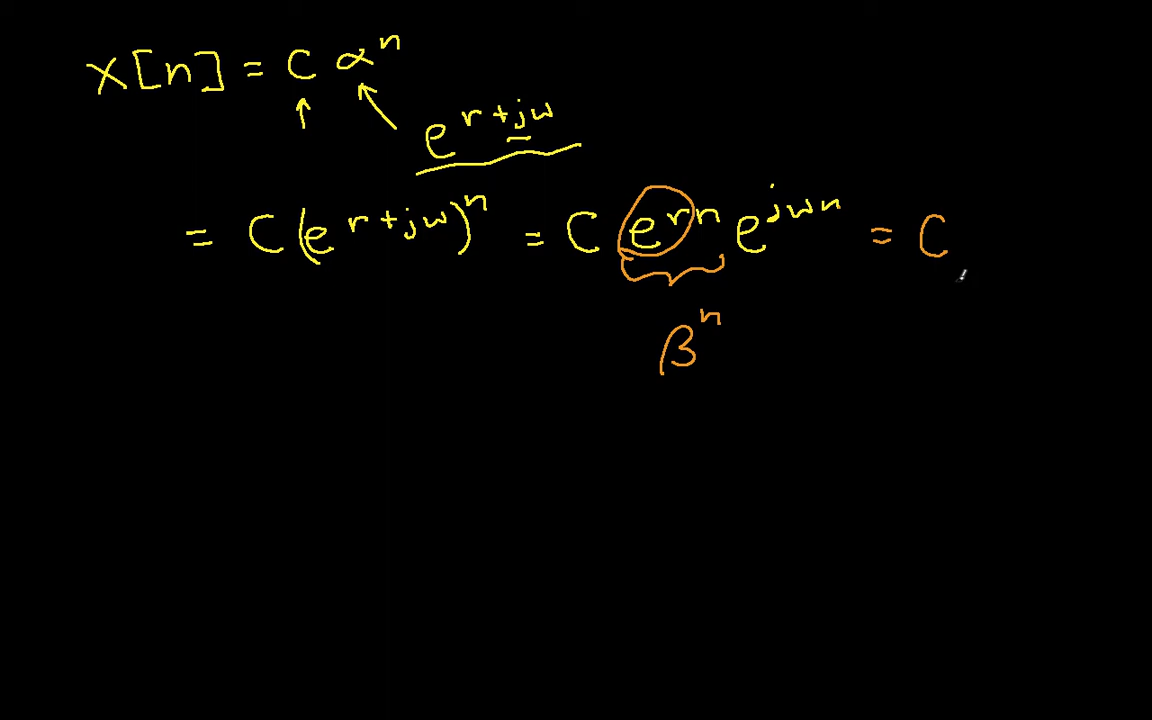 x[n] = C α^n
e^{r+jω}
= C(e^{r+jω})^n = C e^{rn} e^{jωn} = C
β^n